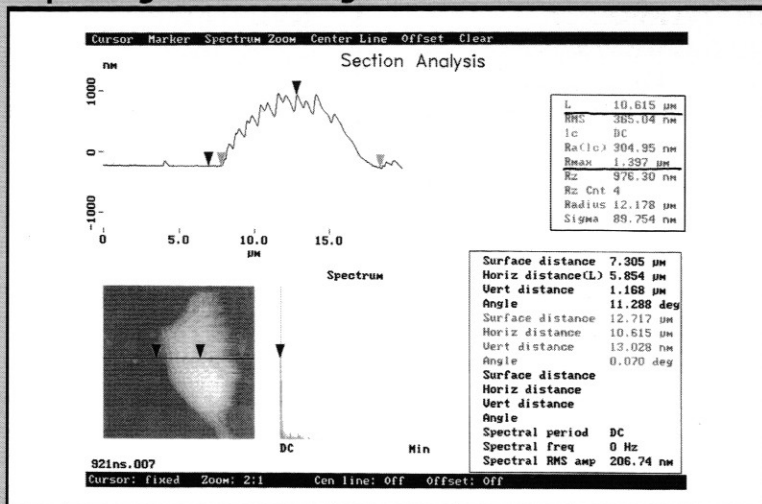 Cursor Marker Spectrum Zoom Center Line Offset Clear
Section Analysis
nM
1000
0
-1000
0 5.0 10.0 15.0
µM
L 10.615 µM
RMS 365.04 nM
lc DC
Ra(lc) 304.95 nM
Rmax 1.397 µM
Rz 976.30 nM
Rz Cnt 4
Radius 12.178 µM
Sigma 89.754 nM
Surface distance 7.305 µM
Horiz distance(L) 5.854 µM
Vert distance 1.168 µM
Angle 11.288 deg
Surface distance 12.717 µM
Horiz distance 10.615 µM
Vert distance 13.028 nM
Angle 0.070 deg
Surface distance
Horiz distance
Vert distance
Angle
Spectral period DC
Spectral freq 0 Hz
Spectral RMS amp 206.74 nM
Spectrum
DC Min
921ns.007
Cursor: fixed Zoom: 2:1 Cen line: Off Offset: Off